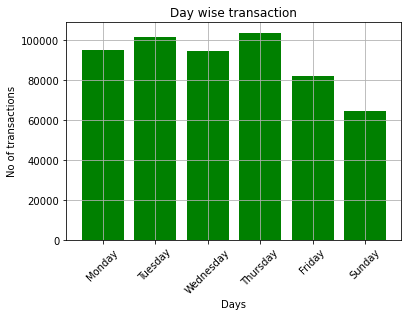 Day wise transaction
No of transactions
100000
80000
60000
40000
20000
0
Monday
Tuesday
Wednesday
Thursday
Friday
Sunday
Days